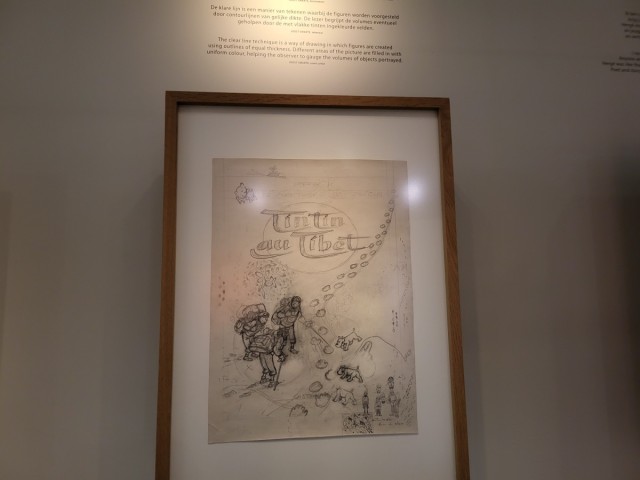 De klare lijn is een manier van tekenen waarbij de figuren worden voorgesteld
door contourlijnen van gelijke dikte. De lezer begrijpt de volumes eventueel
geholpen door de met vlakke tinten ingekleurde velden.
The clear line technique is a way of drawing in which figures are created
using outlines of equal thickness. Different areas of the picture are filled in with
uniform colour, helping the observer to gauge the volumes of objects portrayed.
Tintin
au Tibet